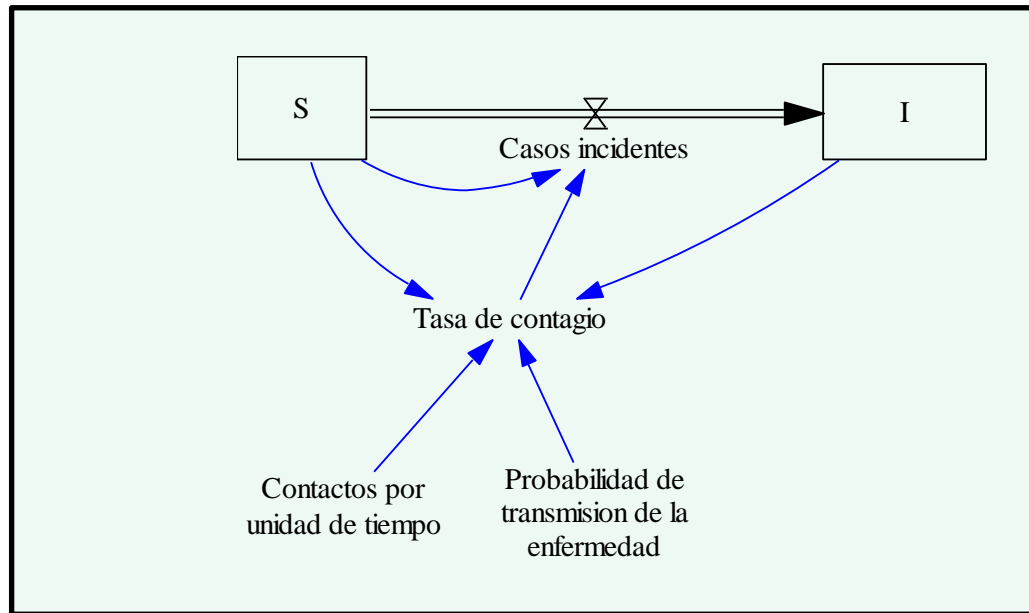 S
I
Casos incidentes
Tasa de contagio
Contactos por
unidad de tiempo
Probabilidad de
transmision de la
enfermedad